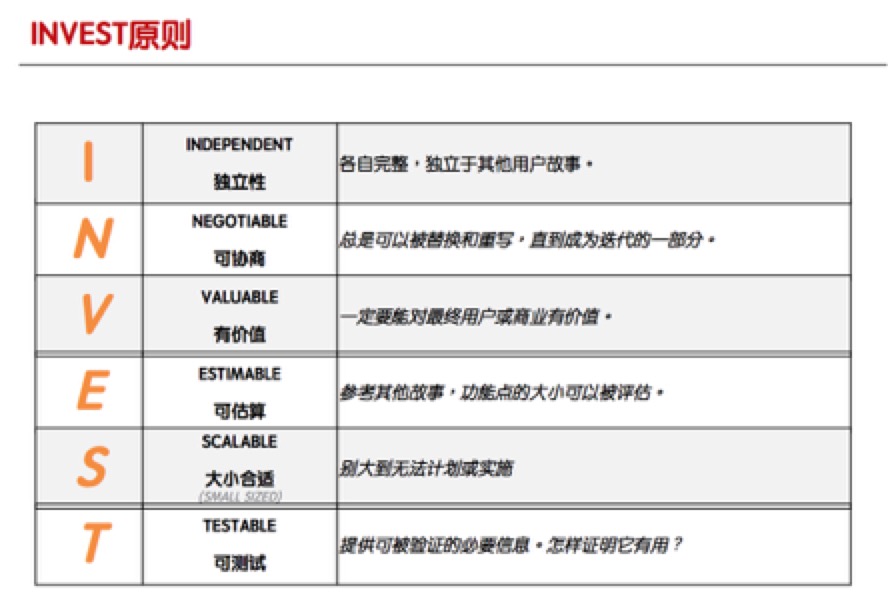 INVEST原则
I
INDEPENDENT
独立性
各自完整，独立于其他用户故事。
N
NEGOTIABLE
可协商
总是可以被替换和重写，直到成为迭代的一部分。
V
VALUABLE
有价值
一定要能对最终用户或商业有价值。
E
ESTIMABLE
可估算
参考其他故事，功能点的大小可以被评估。
S
SCALABLE
大小合适
(SMALL SIZED)
别大到无法计划或实施
T
TESTABLE
可测试
提供可被验证的必要信息。怎样证明它有用？